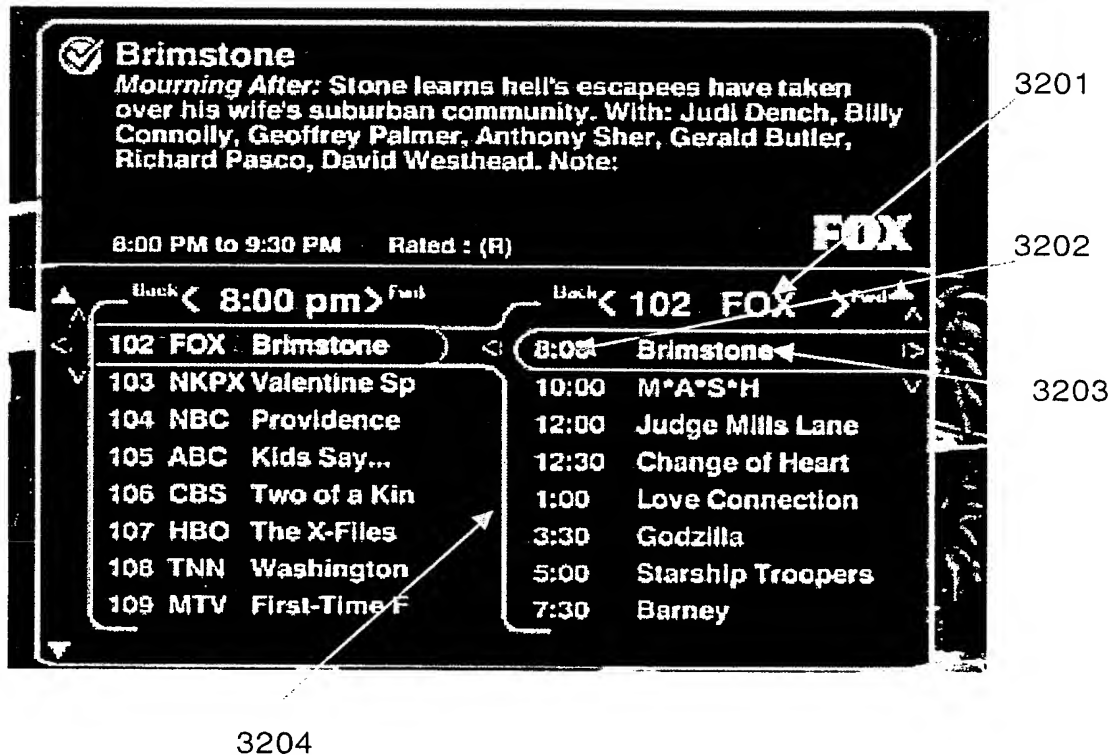 Brimstone
Mourning After: Stone learns hell's escapees have taken
over his wife's suburban community. With: Judi Dench, Billy
Connolly, Geoffrey Palmer, Anthony Sher, Gerald Butler,
Richard Pasco, David Westhead. Note:
3201
8:00 PM to 9:30 PM Rated : (R)
FOX
3202
Back < 8:00 pm > Fwd
Back < 102 FOX > Fwd
102 FOX Brimstone
8:00 Brimstone
3203
103 NKPX Valentine Sp
10:00 M*A*S*H
104 NBC Providence
12:00 Judge Mills Lane
105 ABC Kids Say...
12:30 Change of Heart
106 CBS Two of a Kin
1:00 Love Connection
107 HBO The X-Files
3:30 Godzilla
108 TNN Washington
5:00 Starship Troopers
109 MTV First-Time F
7:30 Barney
3204